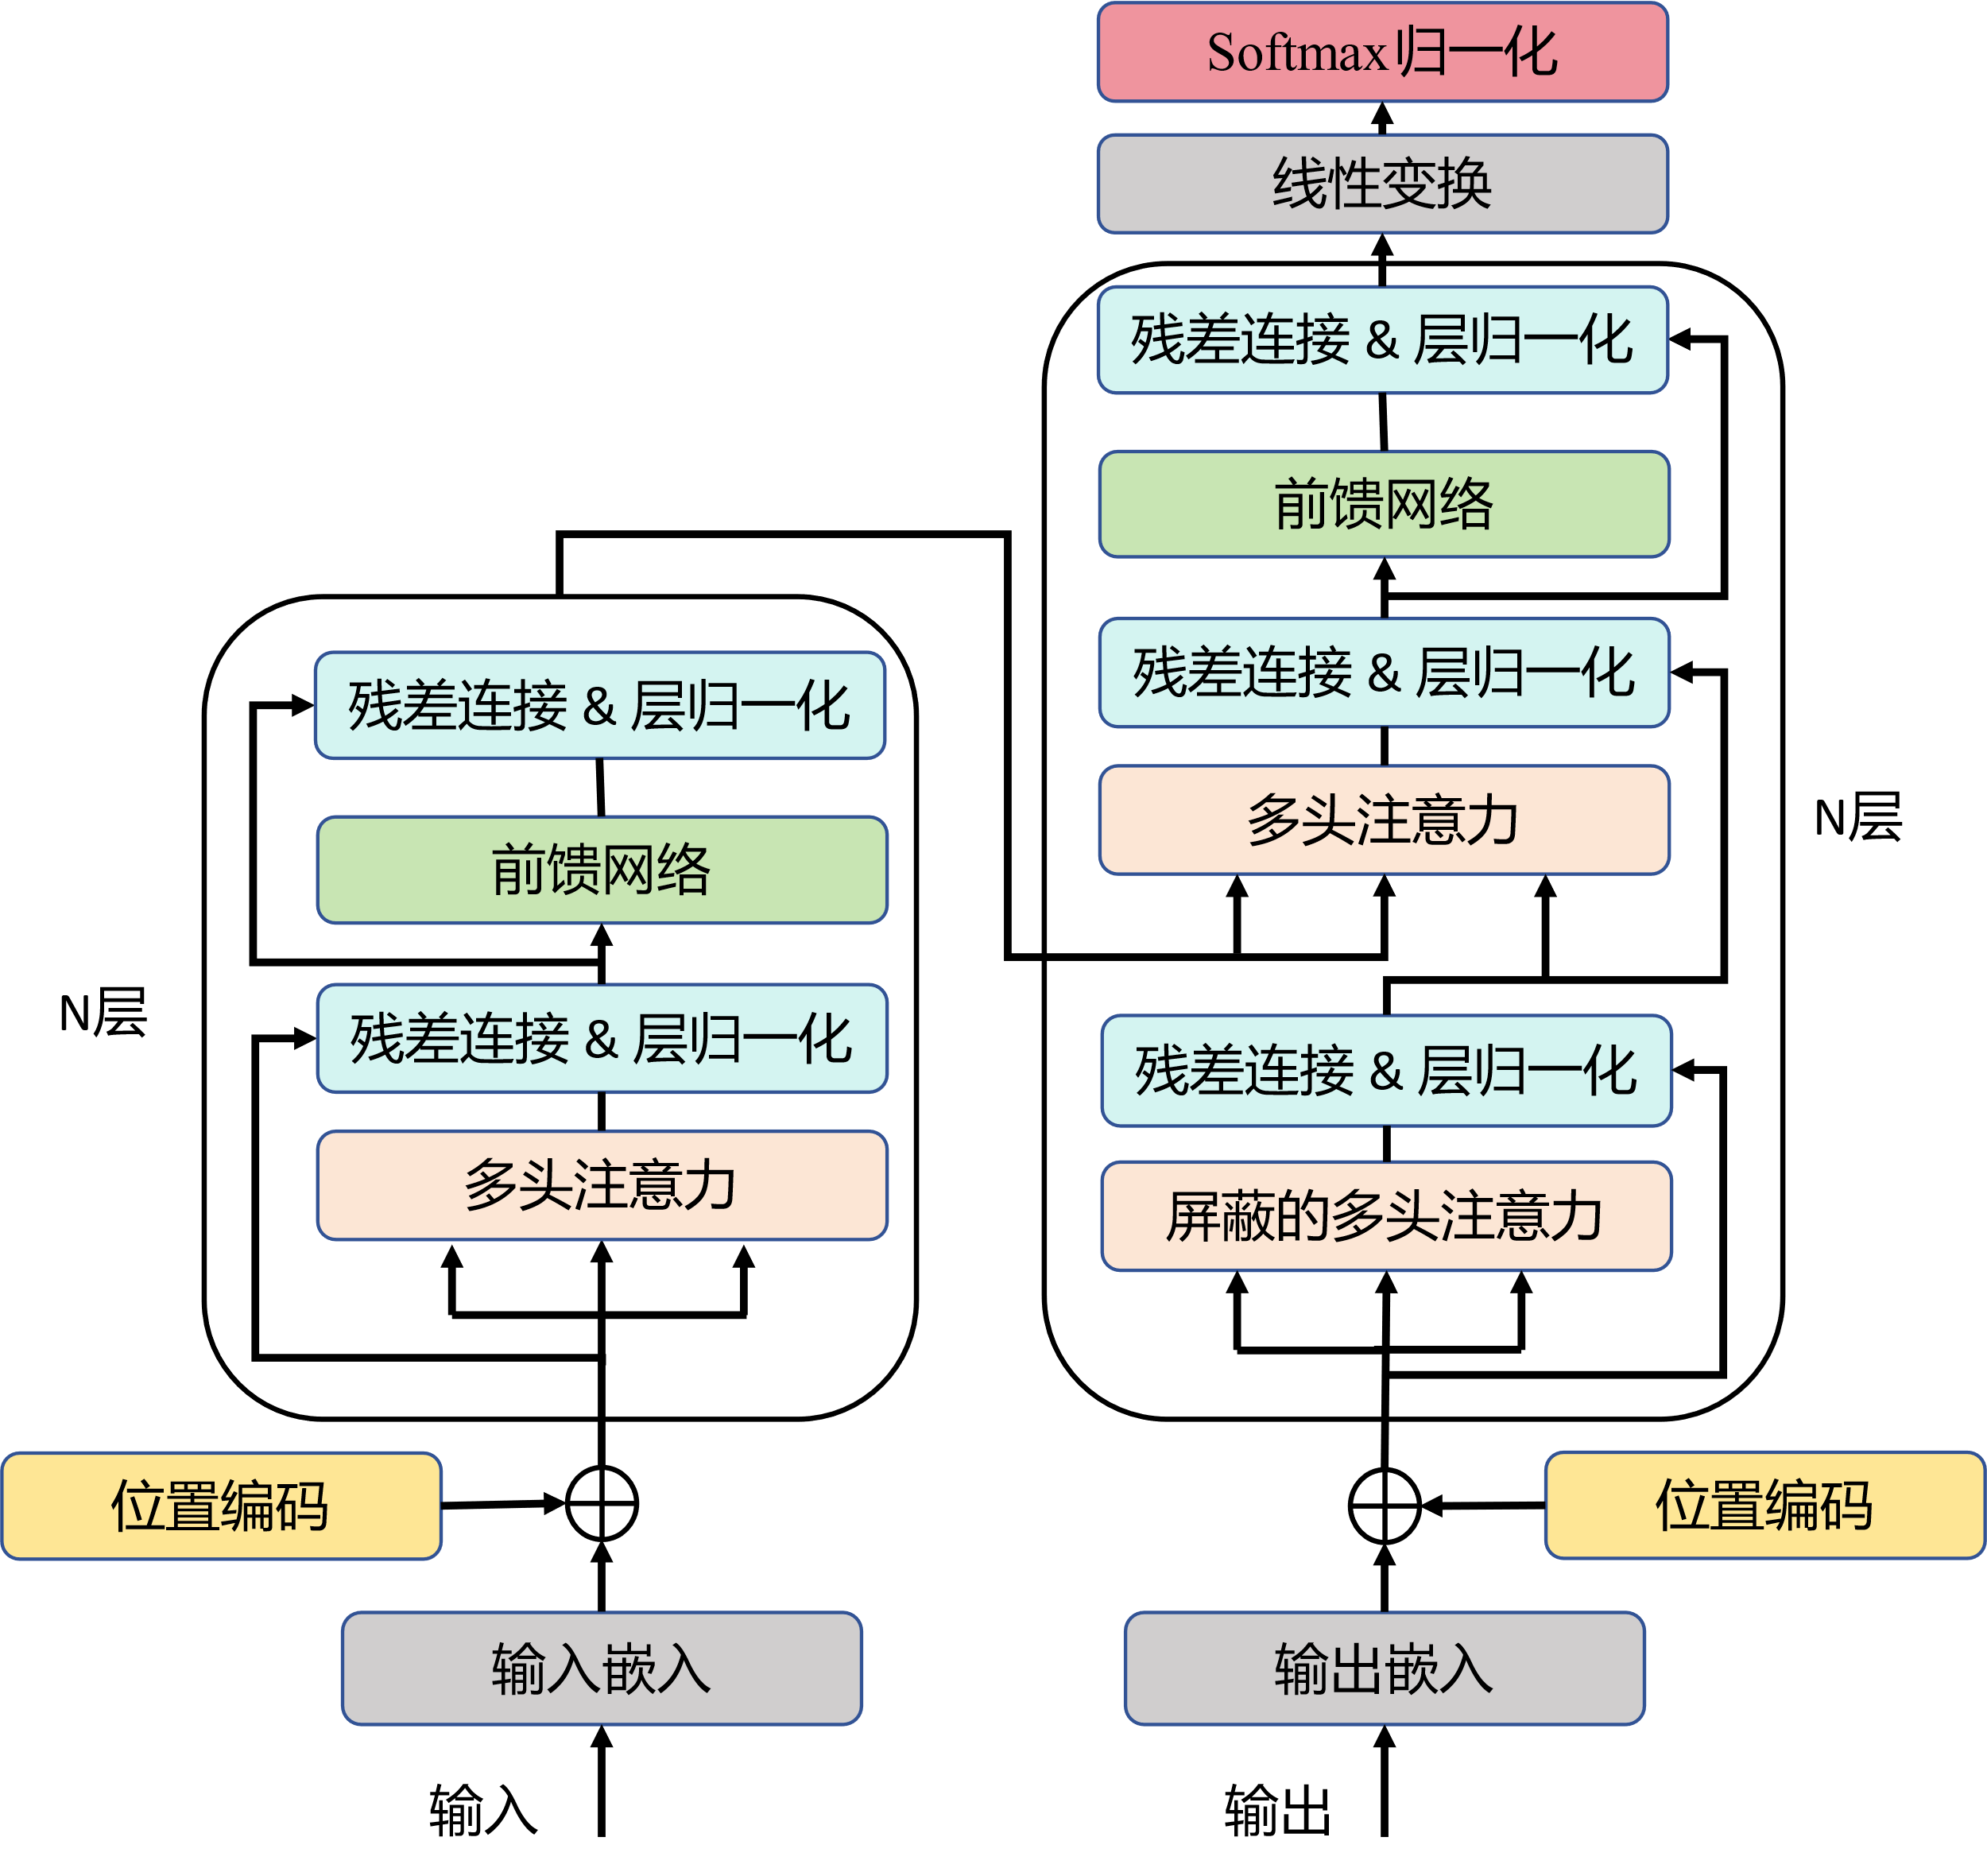 Softmax归一化
线性变换
残差连接 & 层归一化
前馈网络
残差连接 & 层归一化
多头注意力
N层
残差连接 & 层归一化
屏蔽的多头注意力
残差连接 & 层归一化
前馈网络
N层
残差连接 & 层归一化
多头注意力
位置编码
位置编码
输入嵌入
输出嵌入
输入
输出